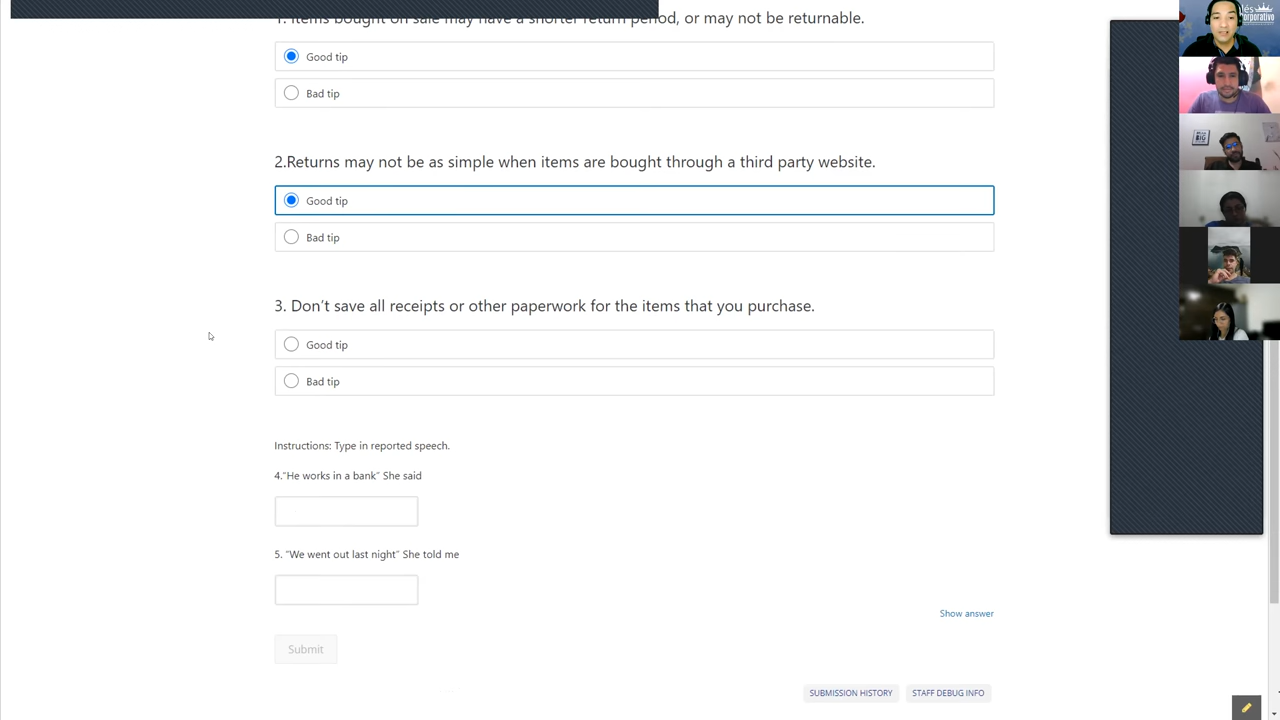 1. Items bought on sale may have a shorter return period, or may not be returnable.
Good tip
Bad tip
2.Returns may not be as simple when items are bought through a third party website.
Good tip
Bad tip
3. Don’t save all receipts or other paperwork for the items that you purchase.
Good tip
Bad tip
Instructions: Type in reported speech.
4.“He works in a bank” She said
5. “We went out last night” She told me
Show answer
Submit
SUBMISSION HISTORY
STAFF DEBUG INFO
lés
orporativo
BIG